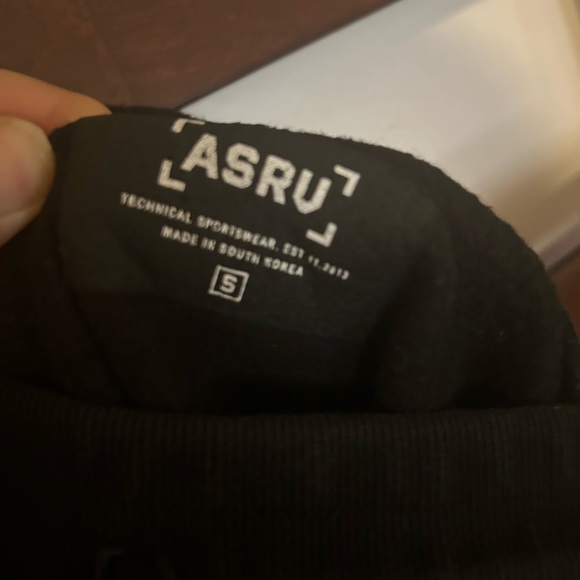 ASRV
TECHNICAL SPORTSWEAR, EST 11.2013
MADE IN SOUTH KOREA
S